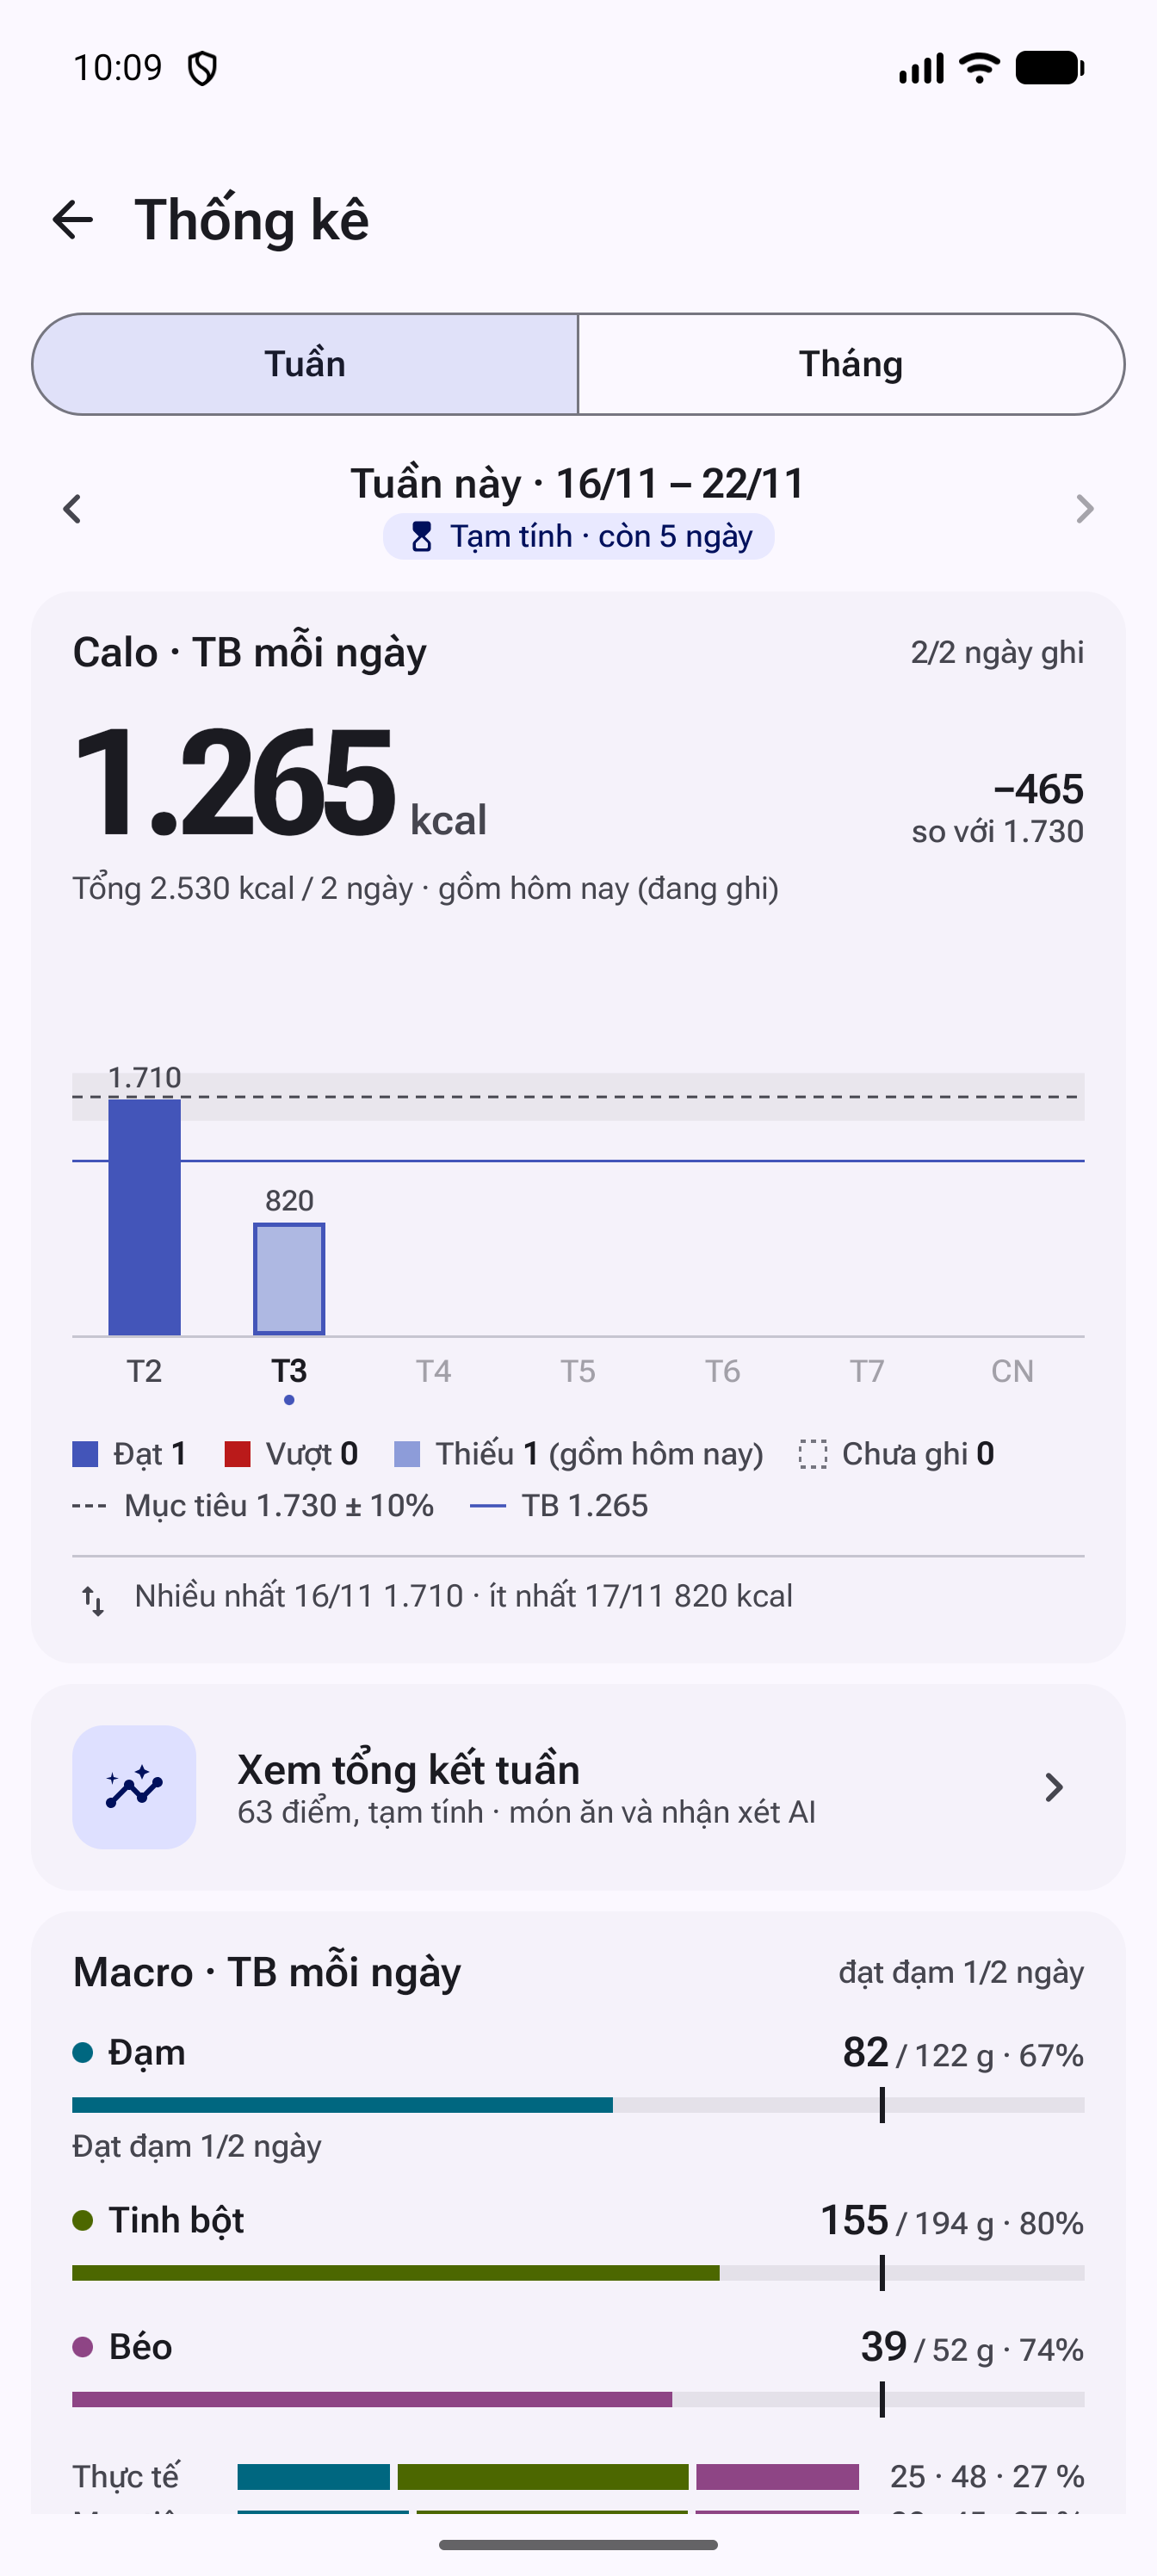 10:09
Thống kê
Tuần
Tháng
Tuần này · 16/11 – 22/11
Tạm tính · còn 5 ngày
Calo · TB mỗi ngày
2/2 ngày ghi
1.265 kcal
−465
so với 1.730
Tổng 2.530 kcal / 2 ngày · gồm hôm nay (đang ghi)
1.710
820
T2 T3 T4 T5 T6 T7 CN
Đạt 1 Vượt 0 Thiếu 1 (gồm hôm nay) Chưa ghi 0
Mục tiêu 1.730 ± 10% TB 1.265
Nhiều nhất 16/11 1.710 · ít nhất 17/11 820 kcal
Xem tổng kết tuần
63 điểm, tạm tính · món ăn và nhận xét AI
Macro · TB mỗi ngày
đạt đạm 1/2 ngày
Đạm
82 / 122 g · 67%
Đạt đạm 1/2 ngày
Tinh bột
155 / 194 g · 80%
Béo
39 / 52 g · 74%
Thực tế
25 · 48 · 27 %